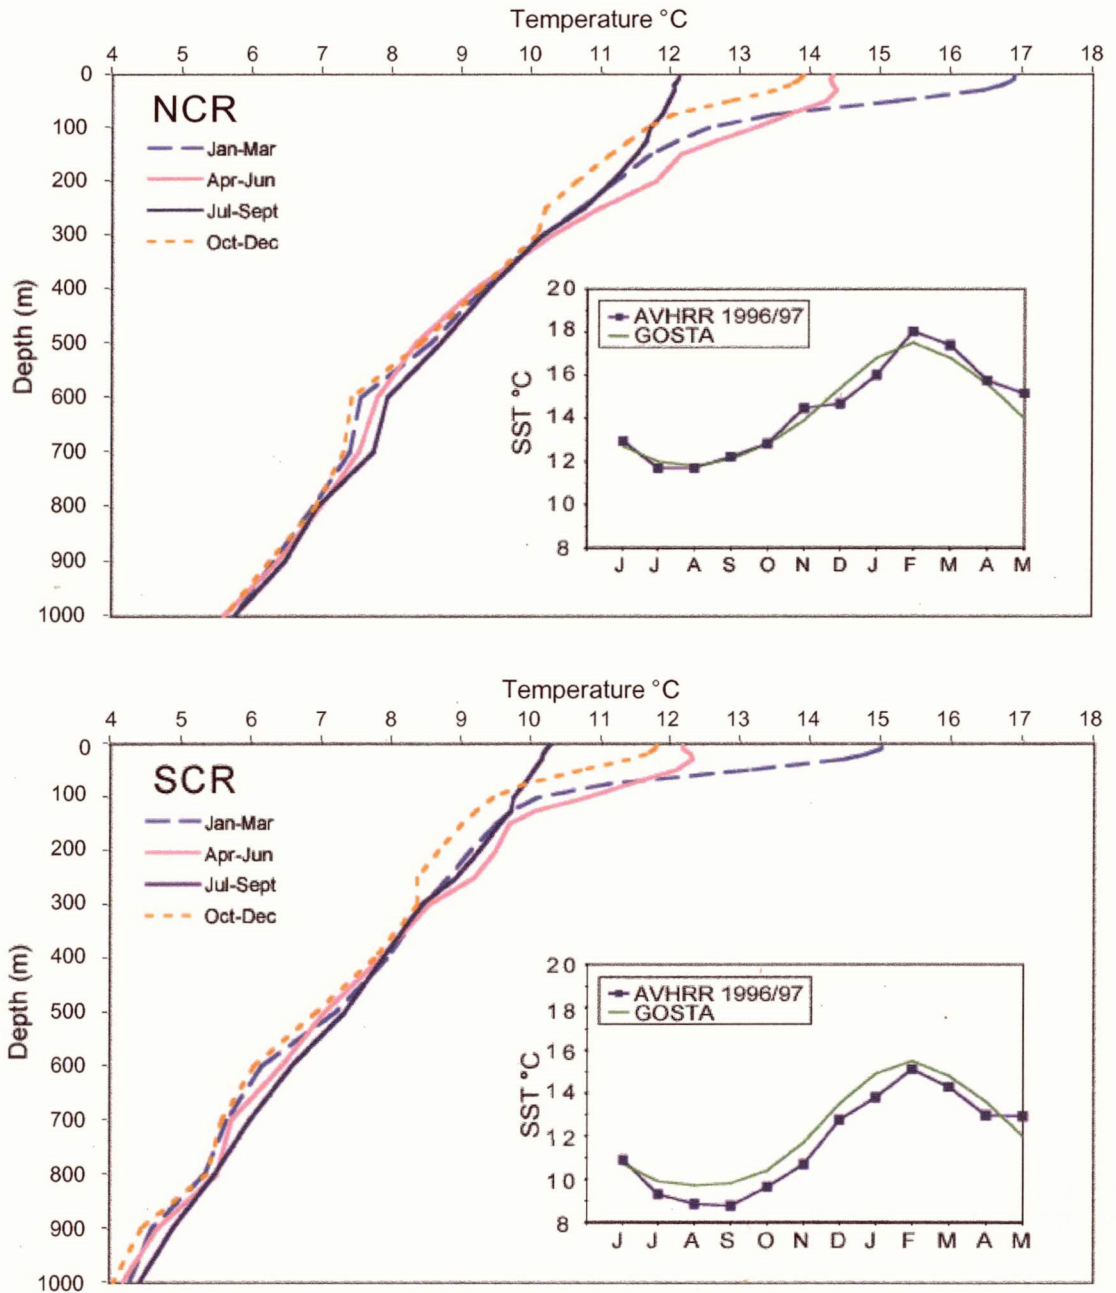 Temperature °C
4 5 6 7 8 9 10 11 12 13 14 15 16 17 18
0
NCR
100
Jan-Mar
Apr-Jun
200
Jul-Sept
Oct-Dec
300
Depth (m)
400
500
600
700
800
900
1000
20
AVHRR 1996/97
GOSTA
18
16
SST °C
14
12
10
8
J J A S O N D J F M A M
Temperature °C
4 5 6 7 8 9 10 11 12 13 14 15 16 17 18
0
SCR
100
Jan-Mar
Apr-Jun
200
Jul-Sept
Oct-Dec
300
Depth (m)
400
500
600
700
800
900
1000
20
AVHRR 1996/97
GOSTA
18
16
SST °C
14
12
10
8
J J A S O N D J F M A M